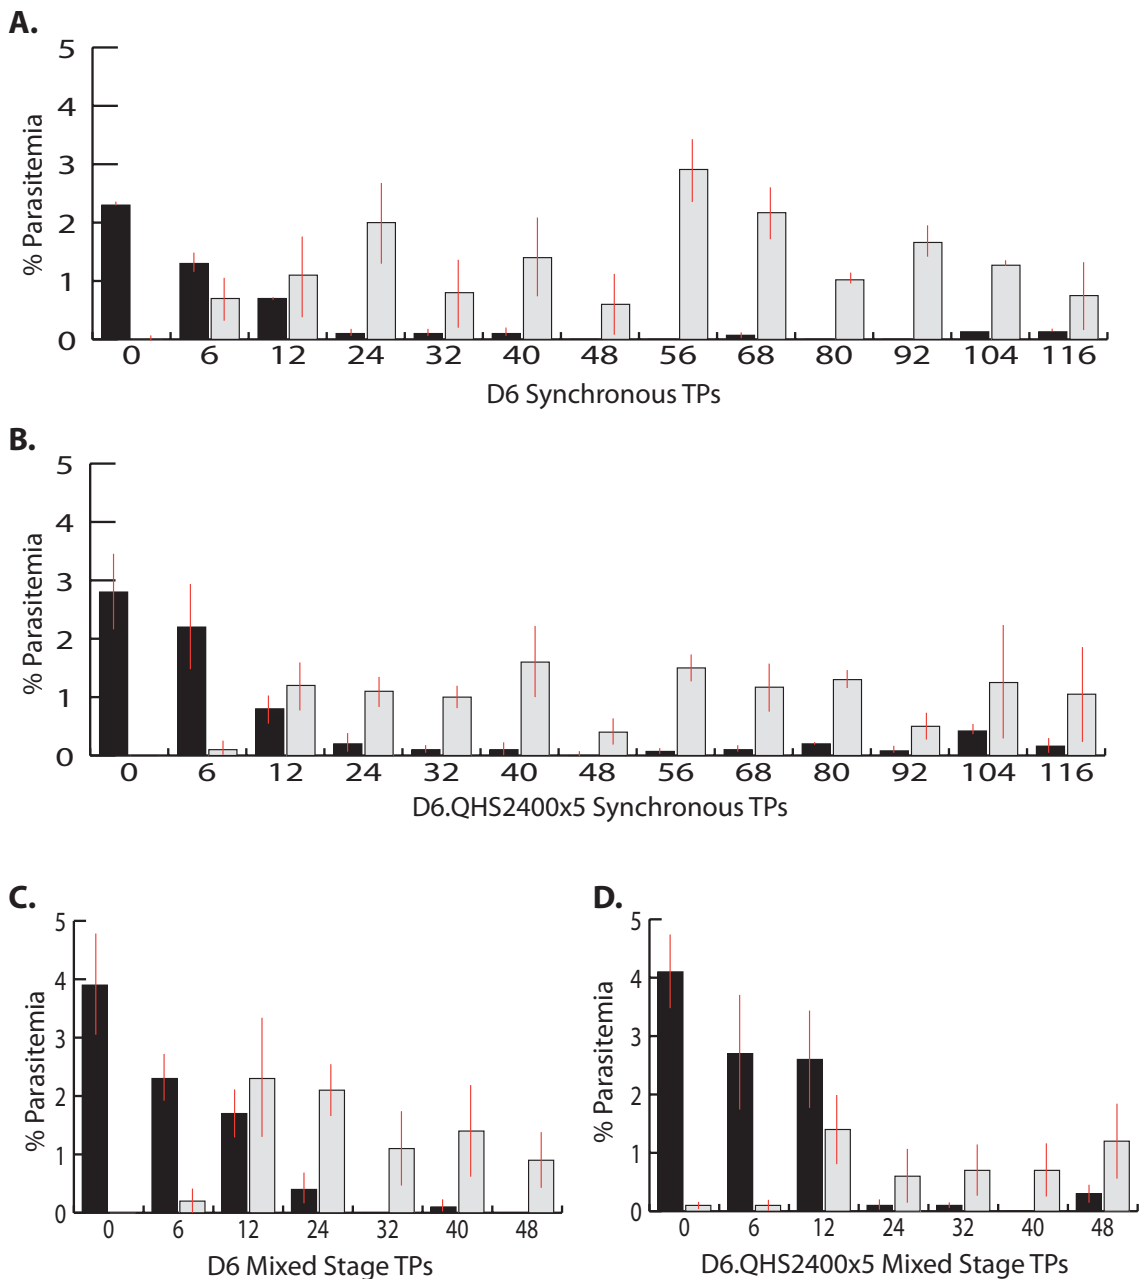 A.
5
4
3
2
1
0
% Parasitemia
0 6 12 24 32 40 48 56 68 80 92 104 116
D6 Synchronous TPs
B.
5
4
3
2
1
0
% Parasitemia
0 6 12 24 32 40 48 56 68 80 92 104 116
D6.QHS2400x5 Synchronous TPs
C.
5
4
3
2
1
0
% Parasitemia
0 6 12 24 32 40 48
D6 Mixed Stage TPs
D.
5
4
3
2
1
0
% Parasitemia
0 6 12 24 32 40 48
D6.QHS2400x5 Mixed Stage TPs